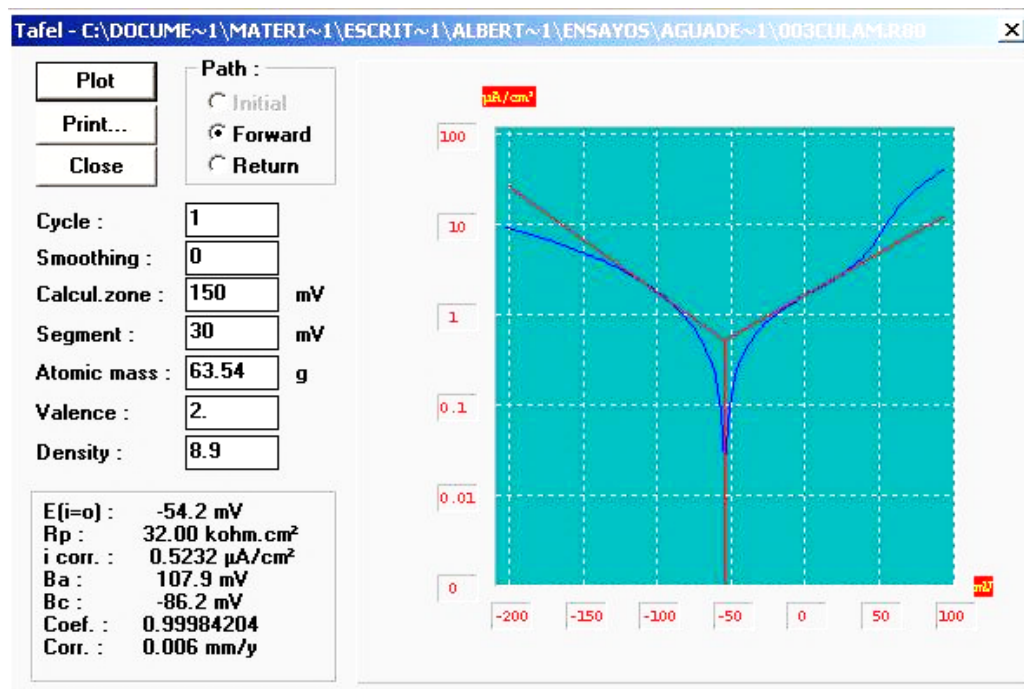 Tafel - C:\DOCUME~1\MATERI~1\ESCRIT~1\ALBERT~1\ENSAYOS\AGUADE~1\003CULAM.R80
Plot
Print...
Close
Path :
Initial
Forward
Return
Cycle : 1
Smoothing : 0
Calcul.zone : 150 mV
Segment : 30 mV
Atomic mass : 63.54 g
Valence : 2.
Density : 8.9
E(i=o) : -54.2 mV
Rp : 32.00 kohm.cm²
i corr. : 0.5232 µA/cm²
Ba : 107.9 mV
Bc : -86.2 mV
Coef. : 0.99984204
Corr. : 0.006 mm/y
µA/cm²
100
10
1
0.1
0.01
0
mV
-200 -150 -100 -50 0 50 100